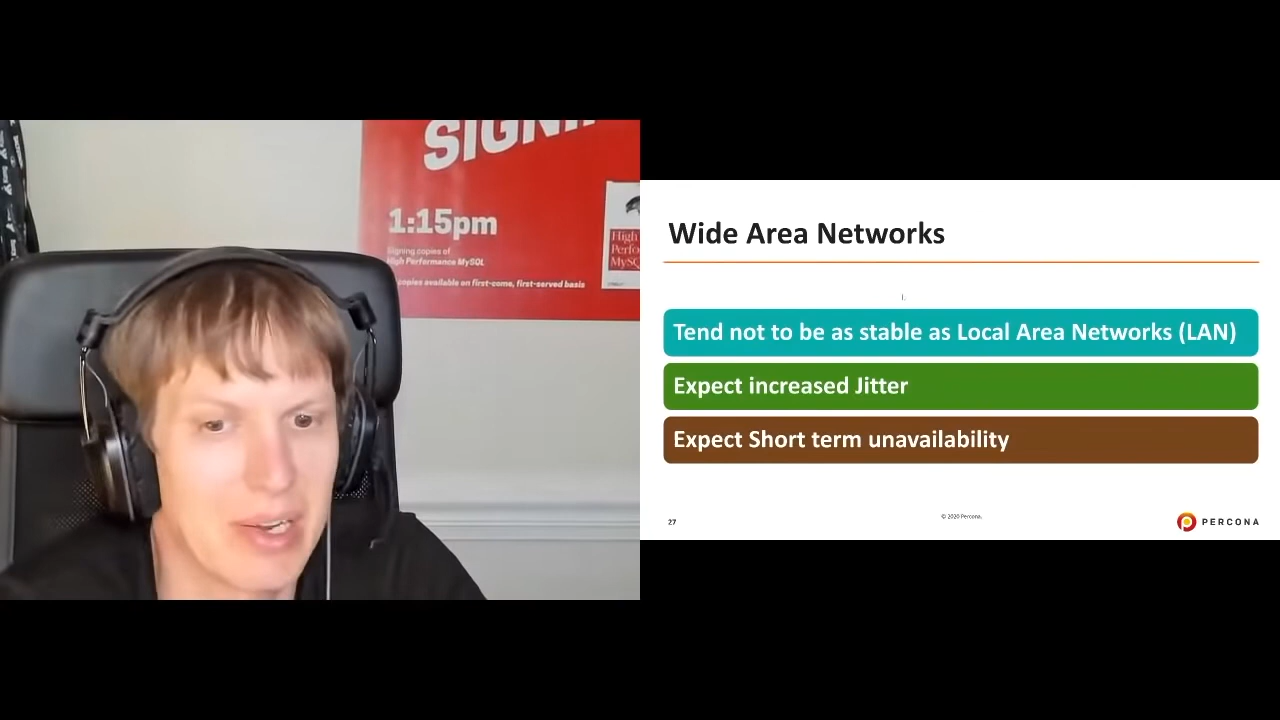 SIGNI
1:15pm
Signing copies of
High Performance MySQL
copies available on first-come, first-served basis
High
Perfo
MySQ
Wide Area Networks
Tend not to be as stable as Local Area Networks (LAN)
Expect increased Jitter
Expect Short term unavailability
27
© 2020 Percona.
PERCONA